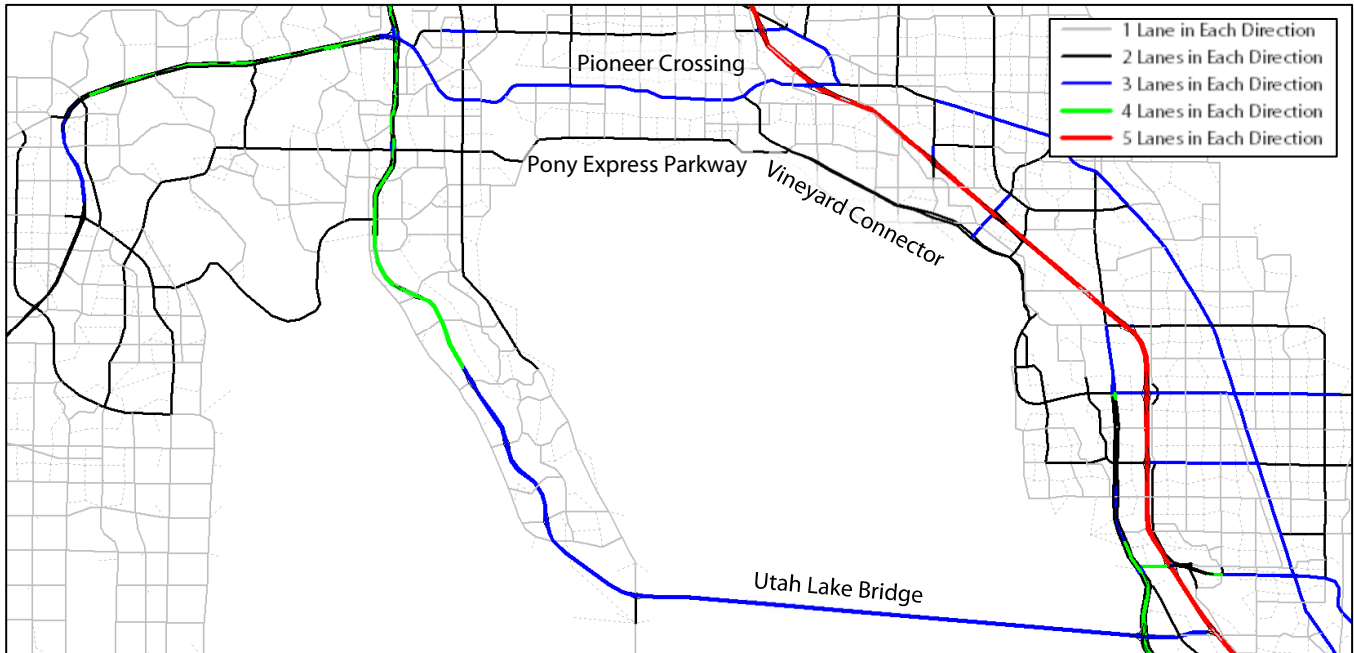 1 Lane in Each Direction
2 Lanes in Each Direction
3 Lanes in Each Direction
4 Lanes in Each Direction
5 Lanes in Each Direction
Pioneer Crossing
Pony Express Parkway
Vineyard Connector
Utah Lake Bridge